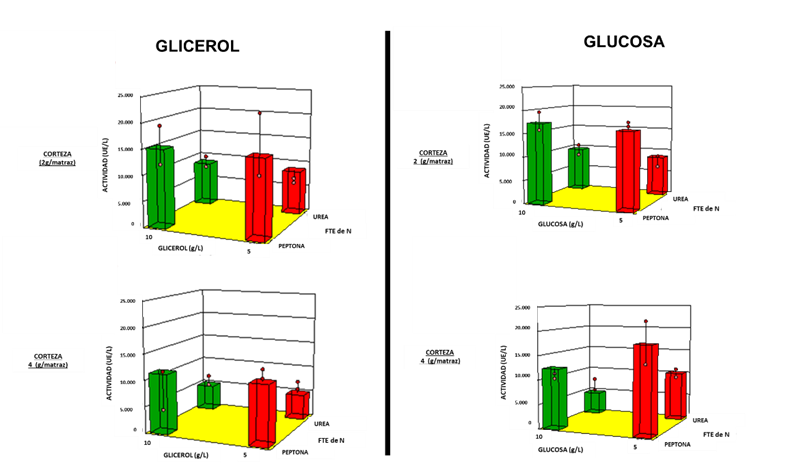 GLICEROL
GLUCOSA
CORTEZA
(2g/matraz)
ACTIVIDAD (UE/L)
25.000
20.000
15.000
10.000
5.000
0
10
GLICEROL (g/L)
5
PEPTONA
UREA
FTE de N
CORTEZA
2 (g/matraz)
ACTIVIDAD (UE/L)
25.000
20.000
15.000
10.000
5.000
0
10
GLUCOSA (g/L)
5
PEPTONA
UREA
FTE de N
CORTEZA
4 (g/matraz)
ACTIVIDAD (UE/L)
25.000
20.000
15.000
10.000
5.000
0
10
GLICEROL (g/L)
5
PEPTONA
UREA
FTE de N
CORTEZA
4 (g/matraz)
ACTIVIDAD (UE/L)
25.000
20.000
15.000
10.000
5.000
0
10
GLUCOSA (g/L)
5
PEPTONA
UREA
FTE de N